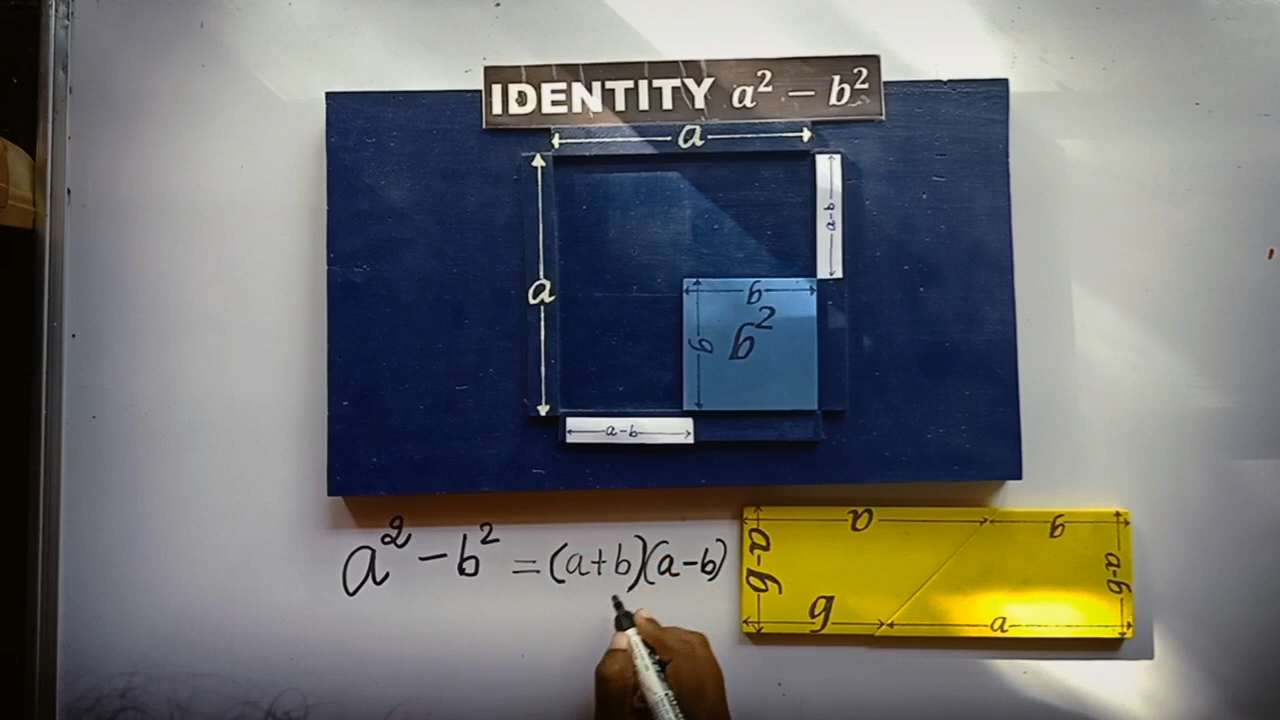 IDENTITY a² − b²
a
a
a-b
b
b
b²
a-b
a² − b² = (a+b)(a-b)
a
b
a-b
a-b
b
a